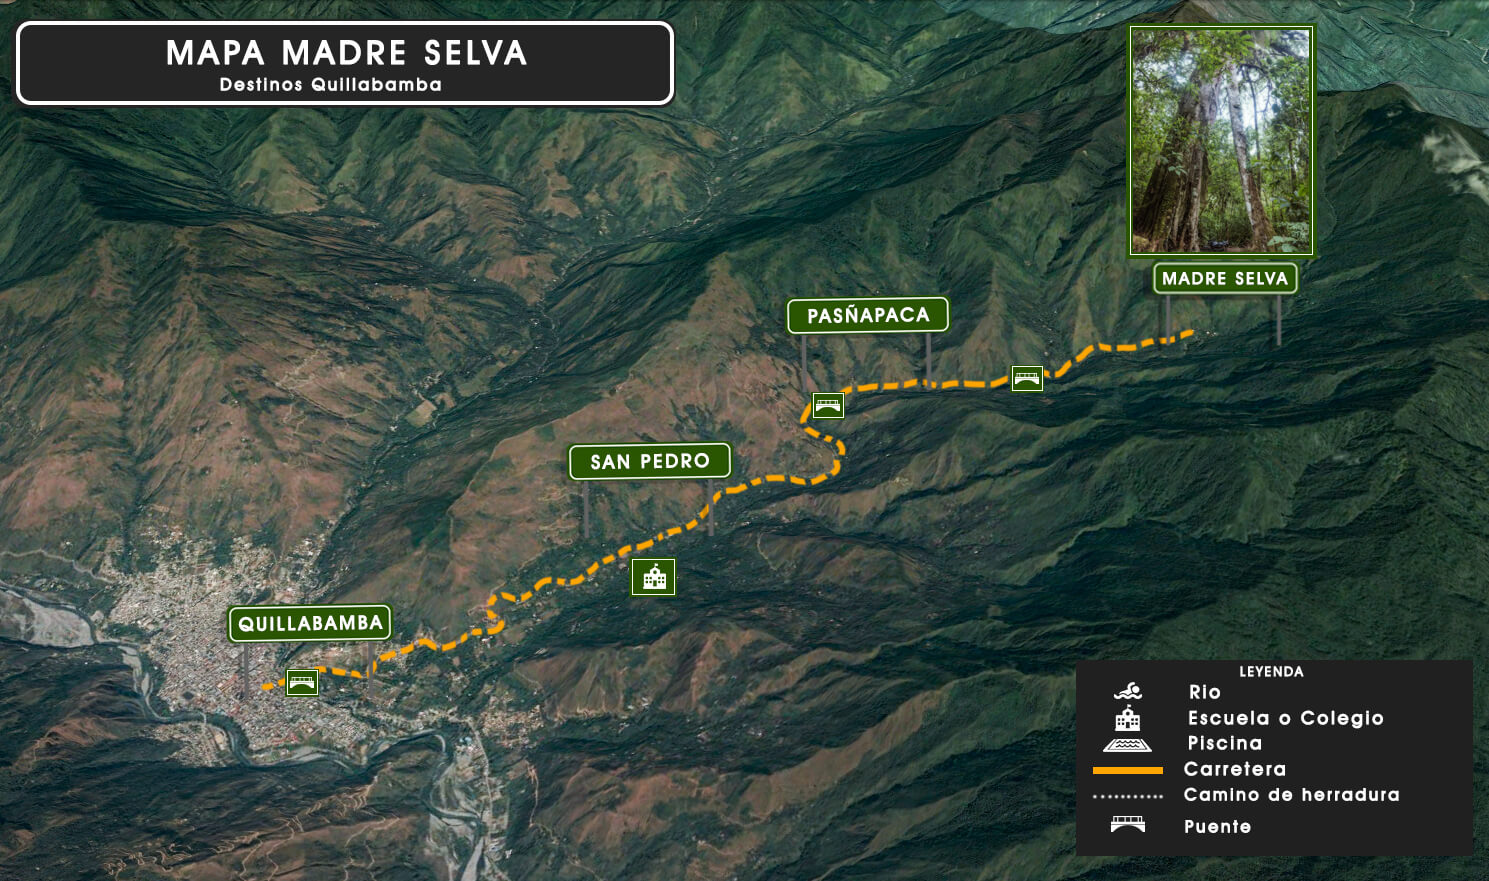 MAPA MADRE SELVA
Destinos Quillabamba
MADRE SELVA
PASÑAPACA
SAN PEDRO
QUILLABAMBA
LEYENDA
Rio
Escuela o Colegio
Piscina
Carretera
Camino de herradura
Puente